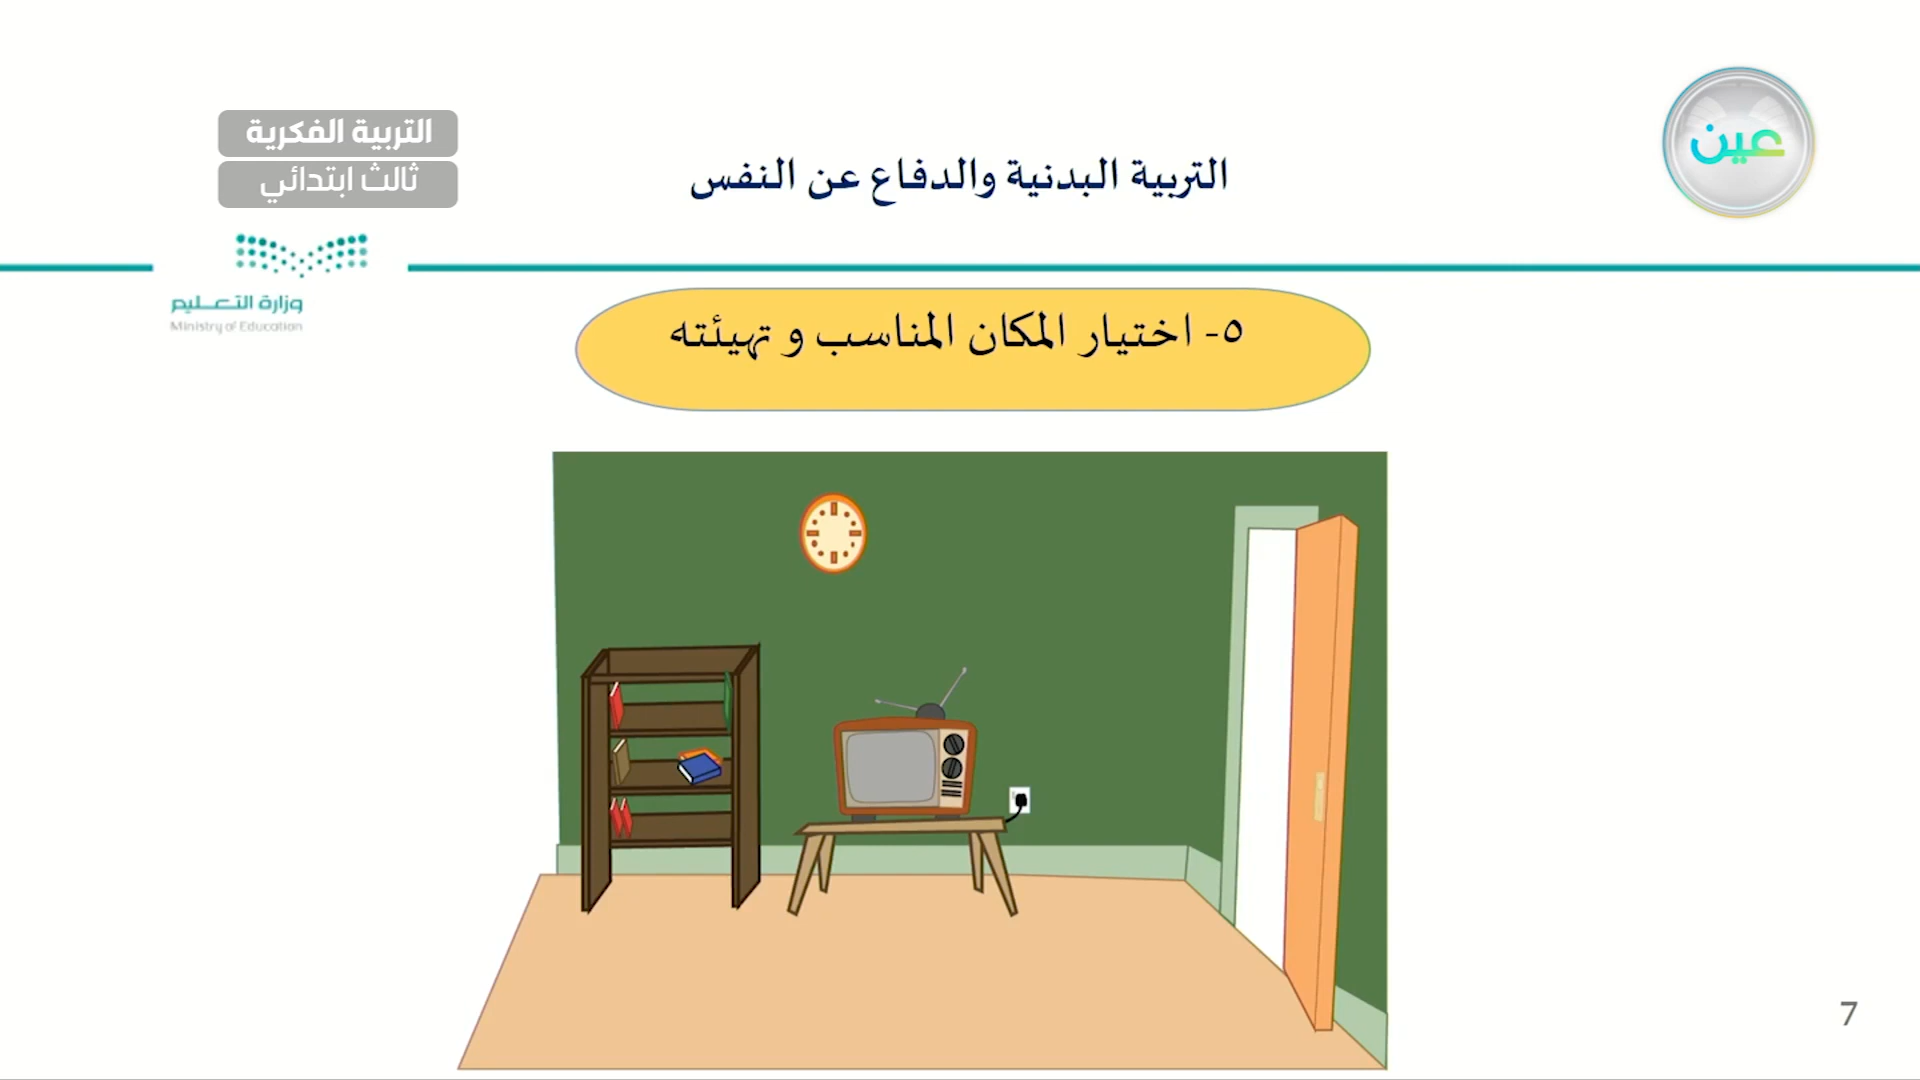 عين
التربية الفكرية
ثالث ابتدائي
التربية البدنية والدفاع عن النفس
وزارة التعليم
Ministry of Education
٥- اختيار المكان المناسب و تهيئته
7